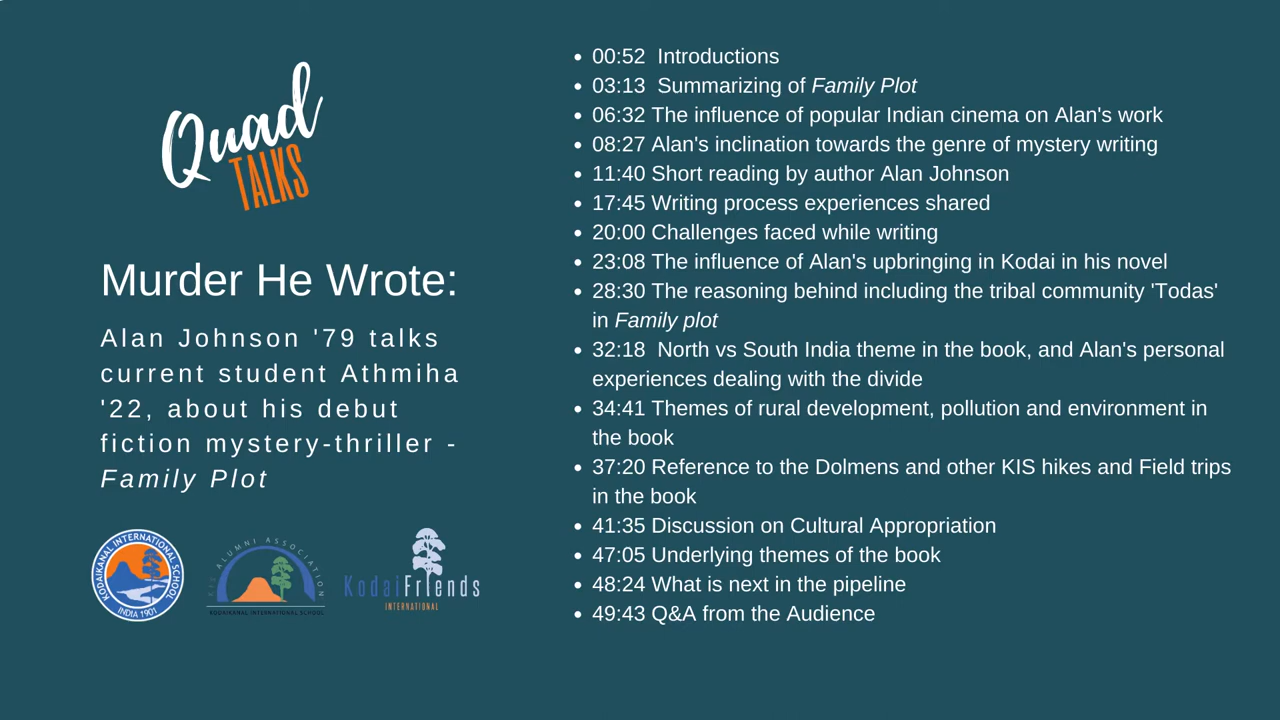 Quad
TALKS
Murder He Wrote:
Alan Johnson '79 talks
current student Athmiha
'22, about his debut
fiction mystery-thriller -
Family Plot
KODAIKANAL INTERNATIONAL SCHOOL
INDIA 1901
KIS ALUMNI ASSOCIATION
KODAIKANAL INTERNATIONAL SCHOOL
KodaiFriends
INTERNATIONAL
• 00:52  Introductions
• 03:13  Summarizing of Family Plot
• 06:32 The influence of popular Indian cinema on Alan's work
• 08:27 Alan's inclination towards the genre of mystery writing
• 11:40 Short reading by author Alan Johnson
• 17:45 Writing process experiences shared
• 20:00 Challenges faced while writing
• 23:08 The influence of Alan's upbringing in Kodai in his novel
• 28:30 The reasoning behind including the tribal community 'Todas'
in Family plot
• 32:18  North vs South India theme in the book, and Alan's personal
experiences dealing with the divide
• 34:41 Themes of rural development, pollution and environment in
the book
• 37:20 Reference to the Dolmens and other KIS hikes and Field trips
in the book
• 41:35 Discussion on Cultural Appropriation
• 47:05 Underlying themes of the book
• 48:24 What is next in the pipeline
• 49:43 Q&A from the Audience